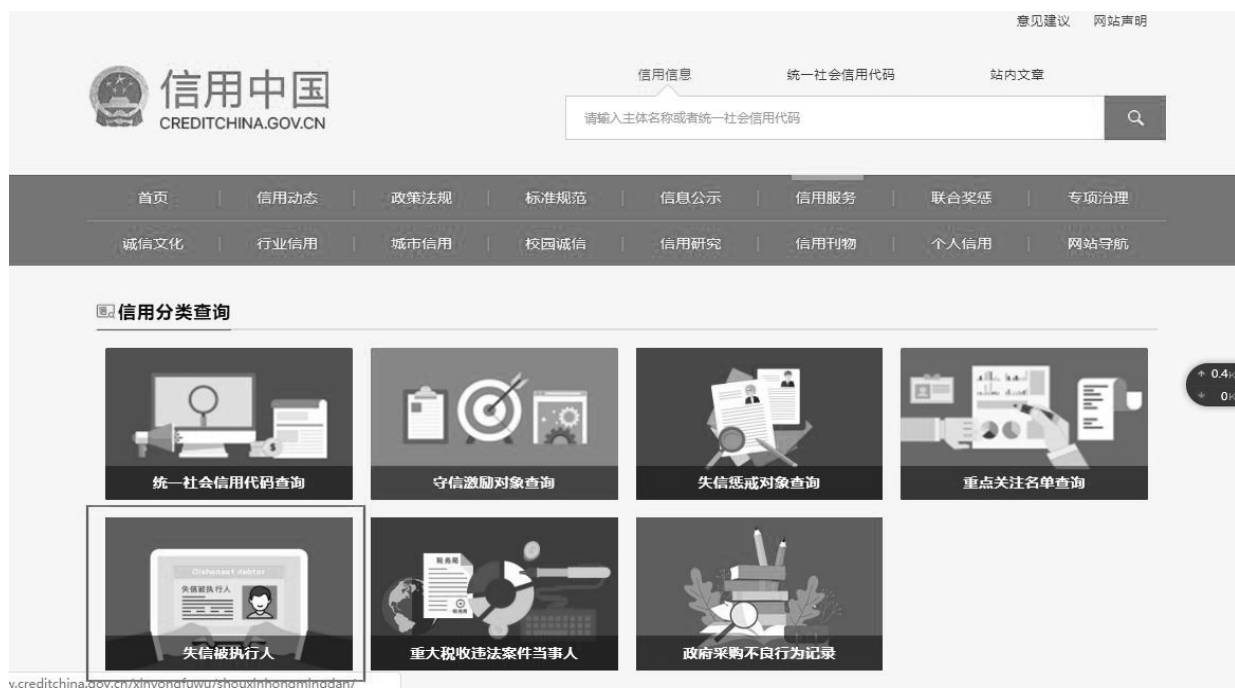 意见建议 网站声明
信用中国
CREDITCHINA.GOV.CN
信用信息 统一社会信用代码 站内文章
请输入主体名称或者统一社会信用代码
首页 信用动态 政策法规 标准规范 信息公示 信用服务 联合奖惩 专项治理
诚信文化 行业信用 城市信用 校园诚信 信用研究 信用刊物 个人信用 网站导航
信用分类查询
统一社会信用代码查询 守信激励对象查询 失信惩戒对象查询 重点关注名单查询
↑ 0.4K
↓ 0K
Dishonest debtor
失信被执行人
税务局
失信被执行人 重大税收违法案件当事人 政府采购不良行为记录
v.creditchina.gov.cn/xinyongfuwu/shouxinhongmingdan/